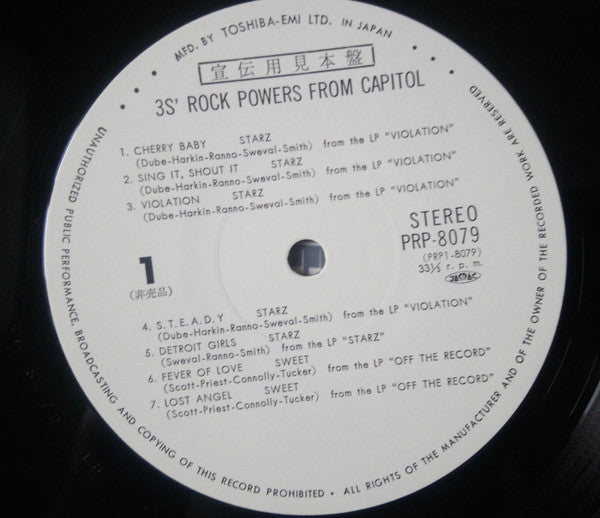 MFD. BY TOSHIBA-EMI LTD. IN JAPAN
宣伝用見本盤
3S' ROCK POWERS FROM CAPITOL
1. CHERRY BABY STARZ
(Dube-Harkin-Ranno-Sweval-Smith) from the LP "VIOLATION"
2. SING IT, SHOUT IT STARZ
(Dube-Harkin-Ranno-Sweval-Smith) from the LP "VIOLATION"
3. VIOLATION STARZ
(Dube-Harkin-Ranno-Sweval-Smith) from the LP "VIOLATION"
STEREO
PRP-8079
(PRP1-8079)
33⅓ r. p. m.
JASRAC
1
(非売品)
4. S.T.E.A.D.Y STARZ
(Dube-Harkin-Ranno-Sweval-Smith) from the LP "VIOLATION"
5. DETROIT GIRLS STARZ
(Sweval-Ranno-Smith) from the LP "STARZ"
6. FEVER OF LOVE SWEET
(Scott-Priest-Connolly-Tucker) from the LP "OFF THE RECORD"
7. LOST ANGEL SWEET
(Scott-Priest-Connolly-Tucker) from the LP "OFF THE RECORD"
UNAUTHORIZED PUBLIC PERFORMANCE, BROADCASTING AND COPYING OF THIS RECORD PROHIBITED • ALL RIGHTS OF THE MANUFACTURER AND OF THE OWNER OF THE RECORDED WORK ARE RESERVED